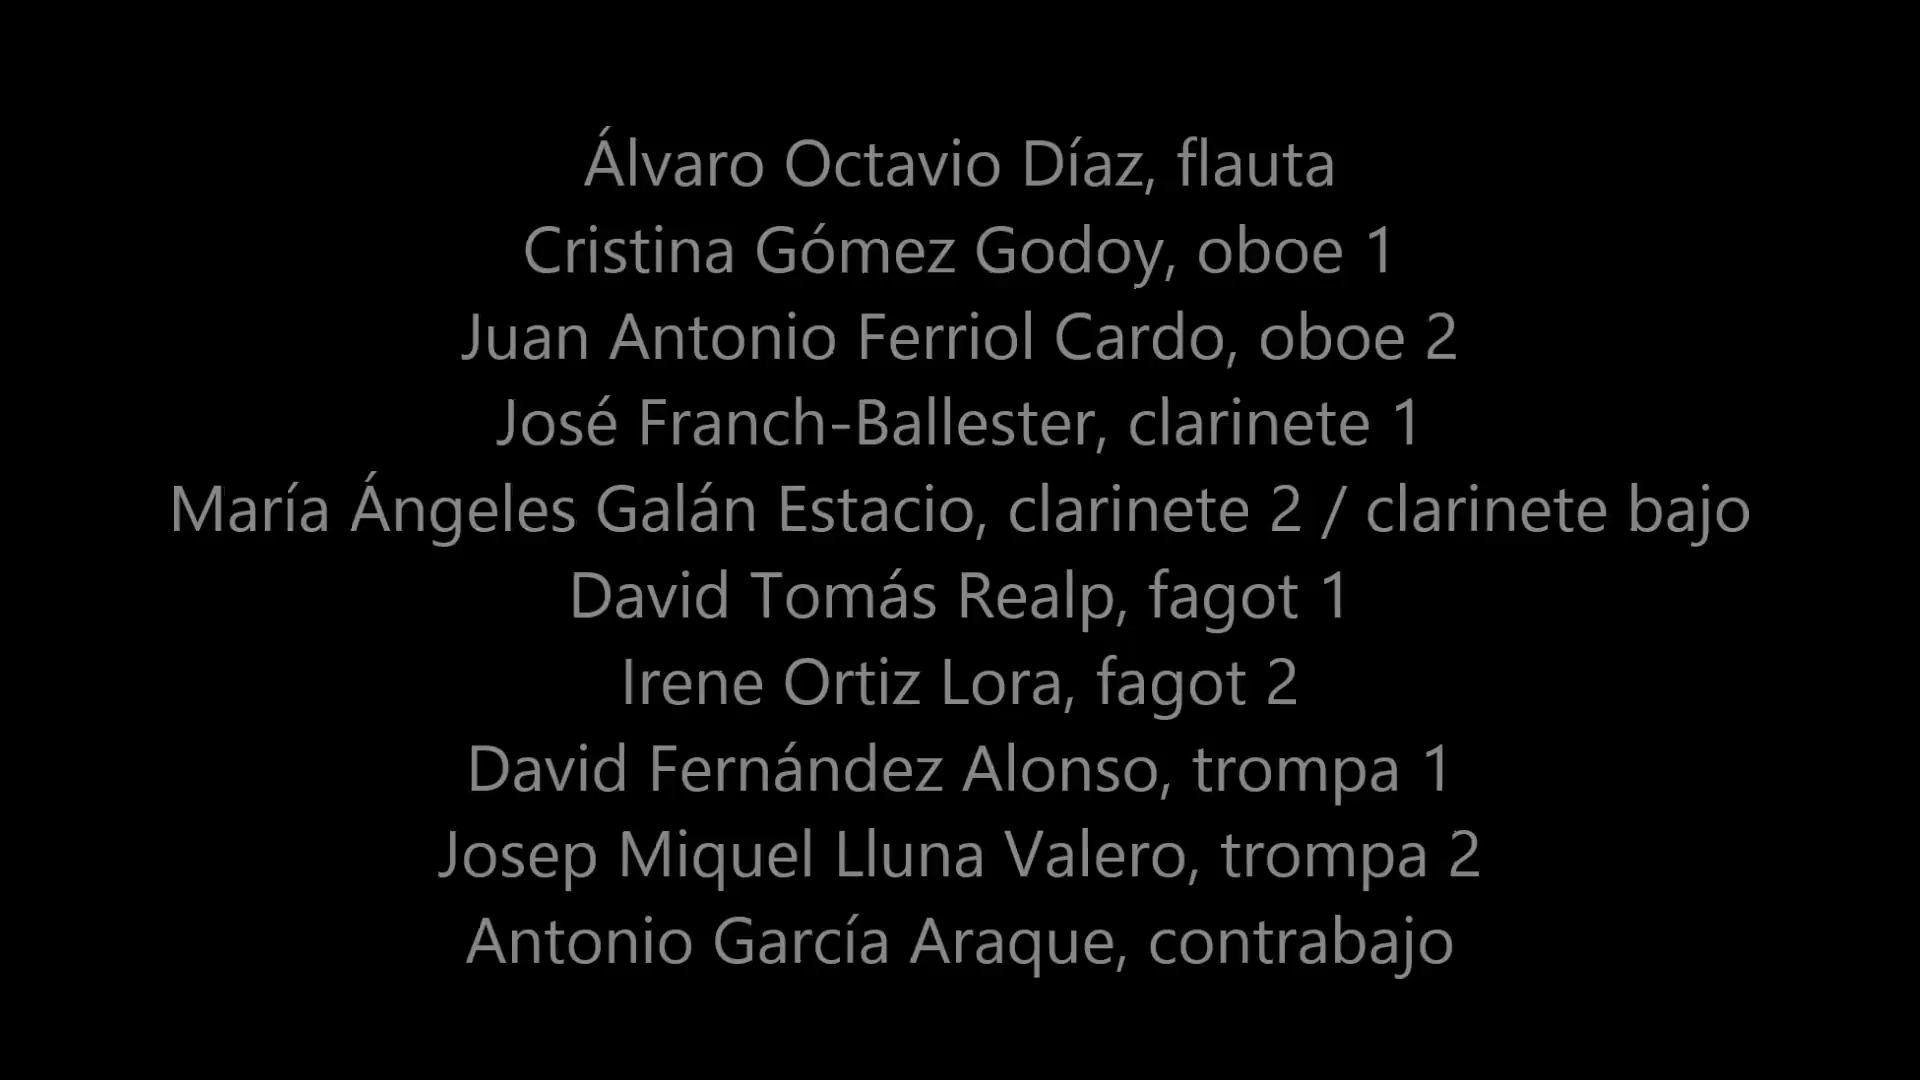 Álvaro Octavio Díaz, flauta
Cristina Gómez Godoy, oboe 1
Juan Antonio Ferriol Cardo, oboe 2
José Franch-Ballester, clarinete 1
María Ángeles Galán Estacio, clarinete 2 / clarinete bajo
David Tomás Realp, fagot 1
Irene Ortiz Lora, fagot 2
David Fernández Alonso, trompa 1
Josep Miquel Lluna Valero, trompa 2
Antonio García Araque, contrabajo